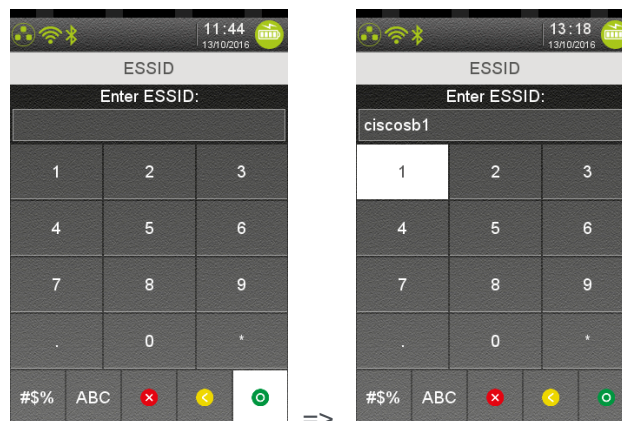 11:44
13/10/2016
ESSID
Enter ESSID:
1 2 3
4 5 6
7 8 9
. 0 *
#$% ABC
=>
13:18
13/10/2016
ESSID
Enter ESSID:
ciscosb1
1 2 3
4 5 6
7 8 9
. 0 *
#$% ABC